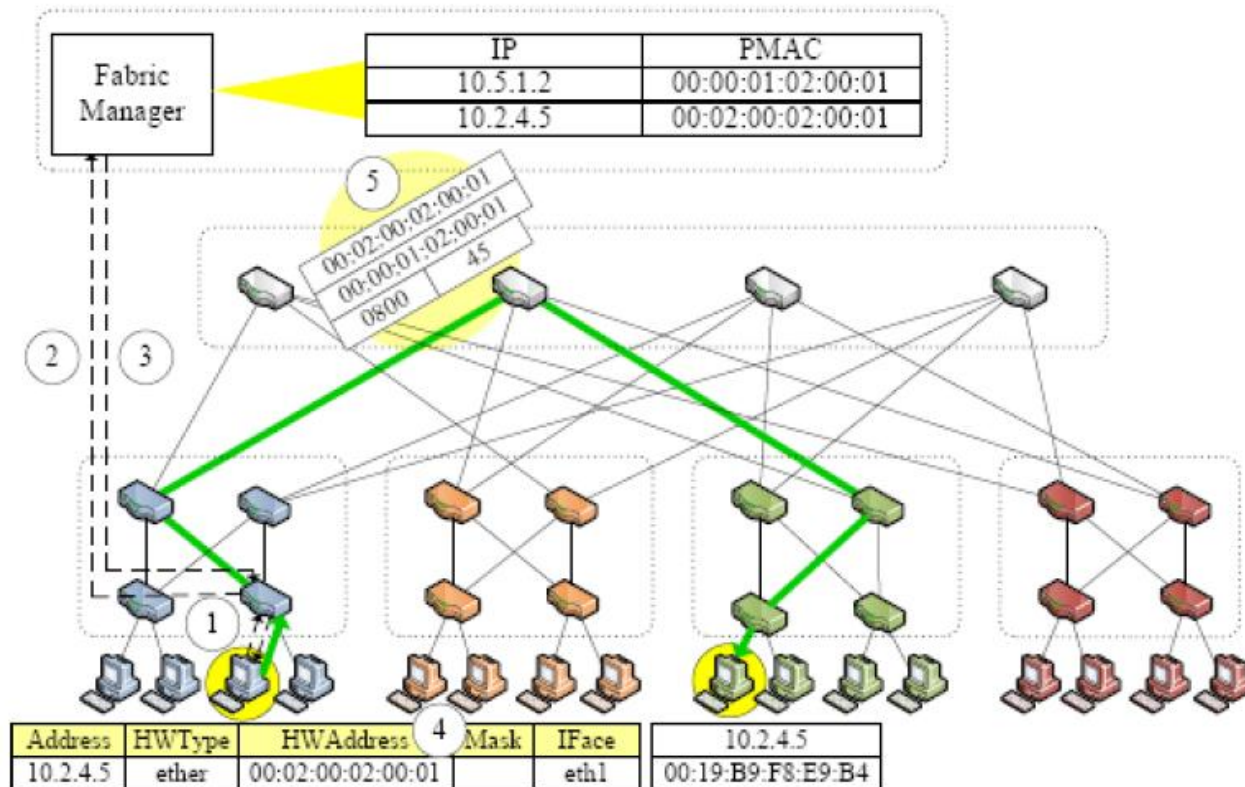 Fabric
Manager
IP PMAC
10.5.1.2 00:00:01:02:00:01
10.2.4.5 00:02:00:02:00:01
5
00:02:00:02:00:01
00:00:01:02:00:01
0800 45
2 3
1
4
Address HWType HWAddress Mask IFace
10.2.4.5 ether 00:02:00:02:00:01 eth1
10.2.4.5
00:19:B9:F8:E9:B4